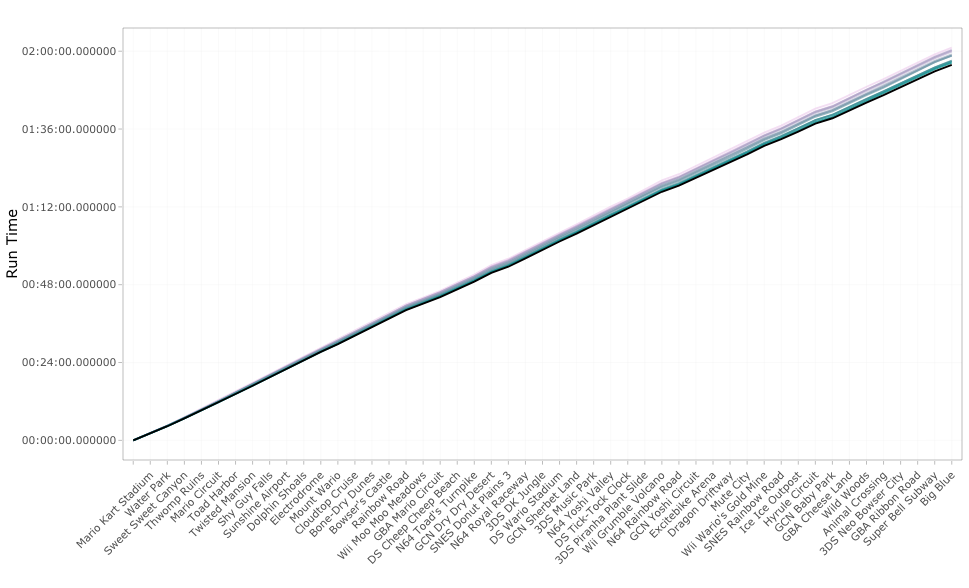 Run Time
02:00:00.000000
01:36:00.000000
01:12:00.000000
00:48:00.000000
00:24:00.000000
00:00:00.000000
Mario Kart Stadium
Water Park
Sweet Sweet Canyon
Thwomp Ruins
Mario Circuit
Toad Harbor
Twisted Mansion
Shy Guy Falls
Sunshine Airport
Dolphin Shoals
Electrodrome
Mount Wario
Cloudtop Cruise
Bone-Dry Dunes
Bowser's Castle
Rainbow Road
Wii Moo Moo Meadows
GBA Mario Circuit
DS Cheep Cheep Beach
N64 Toad's Turnpike
GCN Dry Dry Desert
SNES Donut Plains 3
N64 Royal Raceway
3DS DK Jungle
DS Wario Stadium
GCN Sherbet Land
3DS Music Park
N64 Yoshi Valley
DS Tick Tock Clock
3DS Piranha Plant Slide
Wii Grumble Volcano
N64 Rainbow Road
GCN Yoshi Circuit
Excitebike Arena
Dragon Driftway
Mute City
Wii Wario's Gold Mine
SNES Rainbow Road
Ice Ice Outpost
Hyrule Circuit
GCN Baby Park
GBA Cheese Land
Wild Woods
Animal Crossing
3DS Neo Bowser City
GBA Ribbon Road
Super Bell Subway
Big Blue